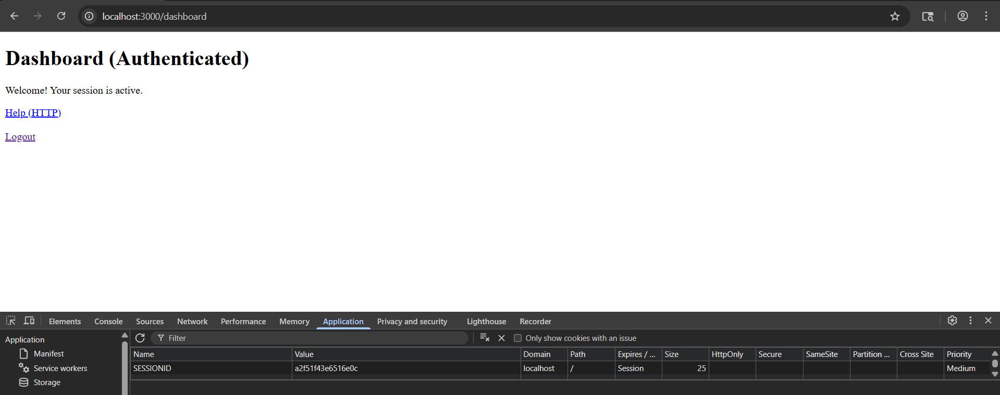 localhost:3000/dashboard
Dashboard (Authenticated)
Welcome! Your session is active.
Help (HTTP)
Logout
Elements Console Sources Network Performance Memory Application Privacy and security Lighthouse Recorder
Application
Manifest
Service workers
Storage
Filter Only show cookies with an issue
Name Value Domain Path Expires / ... Size HttpOnly Secure SameSite Partition ... Cross Site Priority
SESSIONID a2f51f43e6516e0c localhost / Session 25 Medium